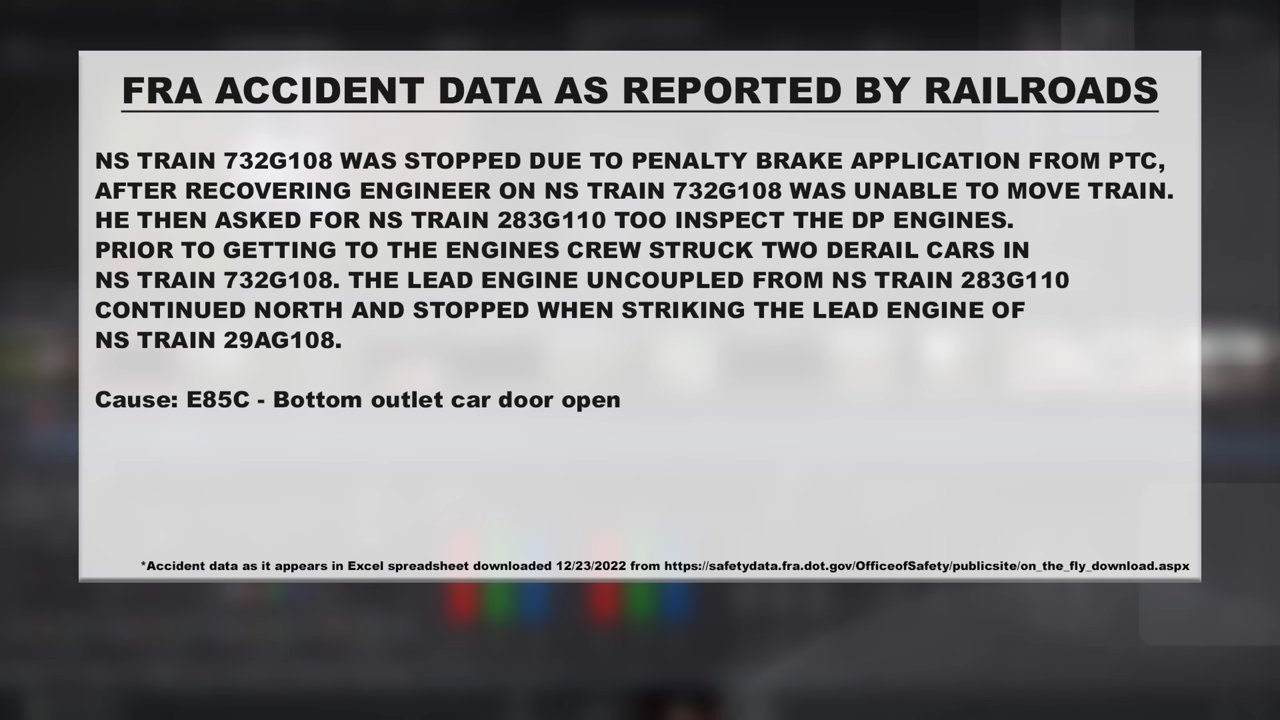 FRA ACCIDENT DATA AS REPORTED BY RAILROADS
NS TRAIN 732G108 WAS STOPPED DUE TO PENALTY BRAKE APPLICATION FROM PTC,
AFTER RECOVERING ENGINEER ON NS TRAIN 732G108 WAS UNABLE TO MOVE TRAIN.
HE THEN ASKED FOR NS TRAIN 283G110 TOO INSPECT THE DP ENGINES.
PRIOR TO GETTING TO THE ENGINES CREW STRUCK TWO DERAIL CARS IN
NS TRAIN 732G108. THE LEAD ENGINE UNCOUPLED FROM NS TRAIN 283G110
CONTINUED NORTH AND STOPPED WHEN STRIKING THE LEAD ENGINE OF
NS TRAIN 29AG108.
Cause: E85C - Bottom outlet car door open
*Accident data as it appears in Excel spreadsheet downloaded 12/23/2022 from https://safetydata.fra.dot.gov/OfficeofSafety/publicsite/on_the_fly_download.aspx